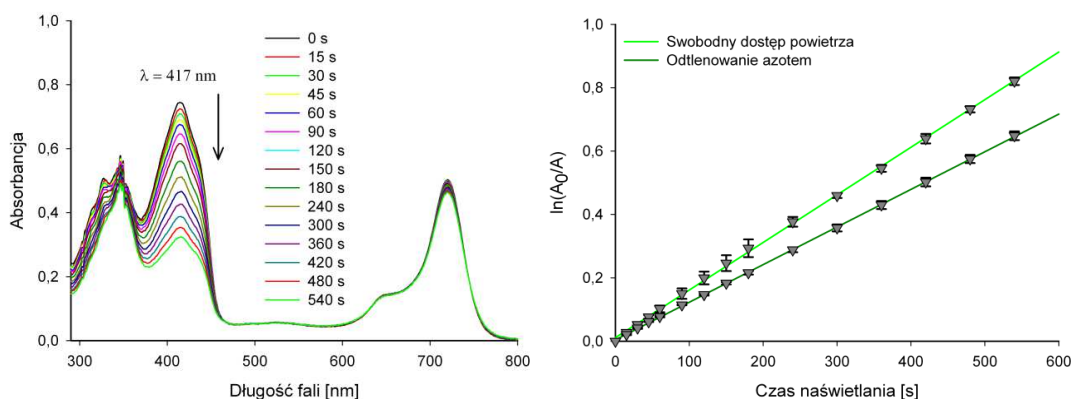 1,0
0,8
0,6
0,4
0,2
0,0
Absorbancja
300
400
500
600
700
800
Długość fali [nm]
λ = 417 nm
0 s
15 s
30 s
45 s
60 s
90 s
120 s
150 s
180 s
240 s
300 s
360 s
420 s
480 s
540 s
1,0
0,8
0,6
0,4
0,2
0,0
ln(A0/A)
0
100
200
300
400
500
600
Czas naświetlania [s]
Swobodny dostęp powietrza
Odtlenowanie azotem